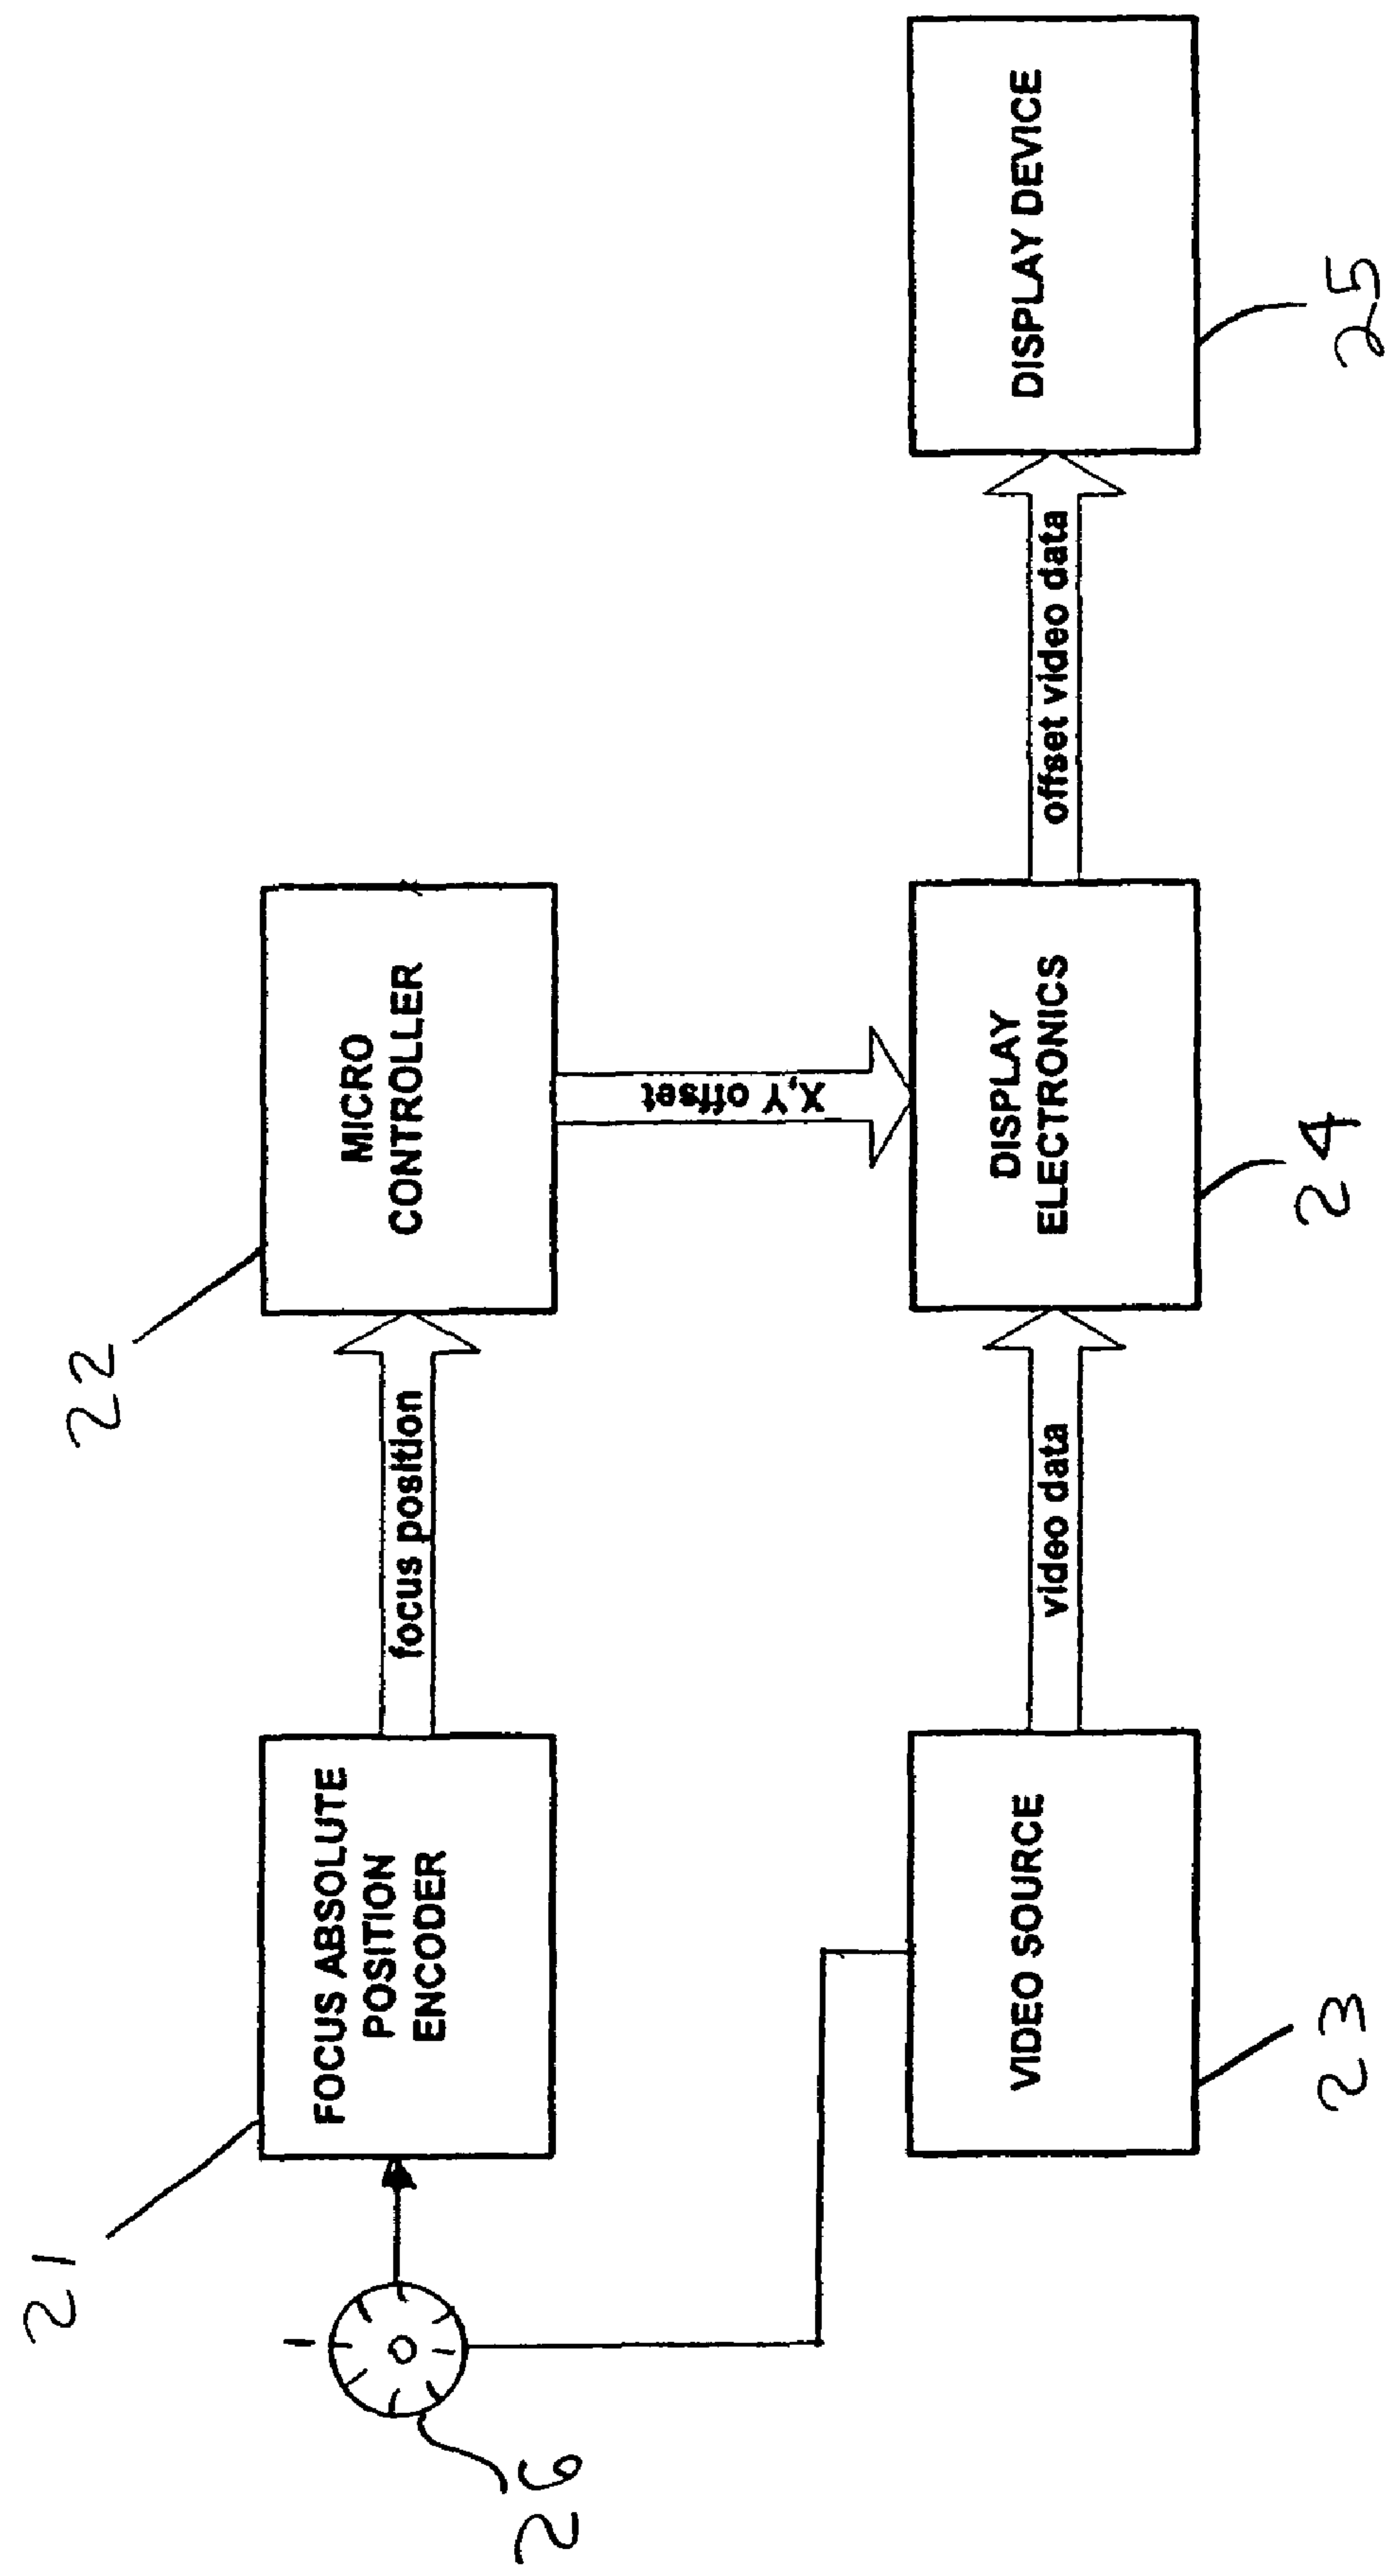 21
FOCUS ABSOLUTE
POSITION
ENCODER
focus position
22
MICRO
CONTROLLER
26
X,Y offset
VIDEO SOURCE
23
video data
DISPLAY
ELECTRONICS
24
offset video data
DISPLAY DEVICE
25